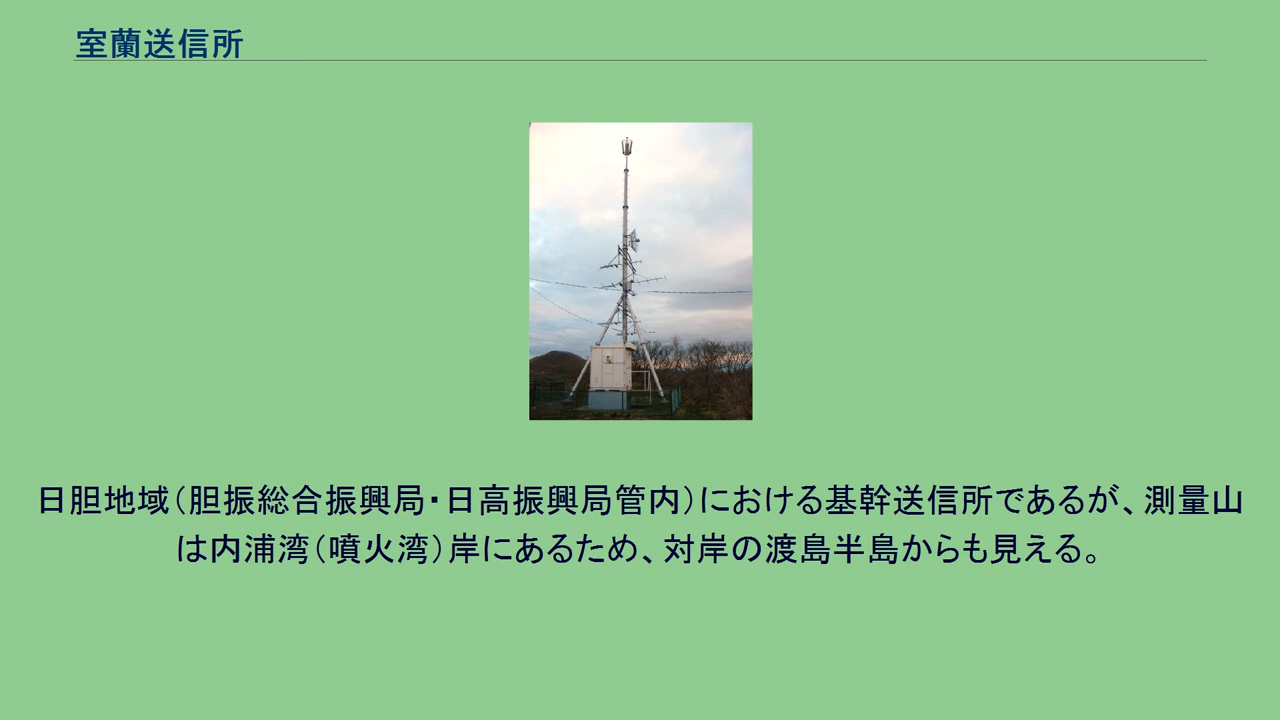 室蘭送信所
日胆地域（胆振総合振興局・日高振興局管内）における基幹送信所であるが、測量山
は内浦湾（噴火湾）岸にあるため、対岸の渡島半島からも見える。